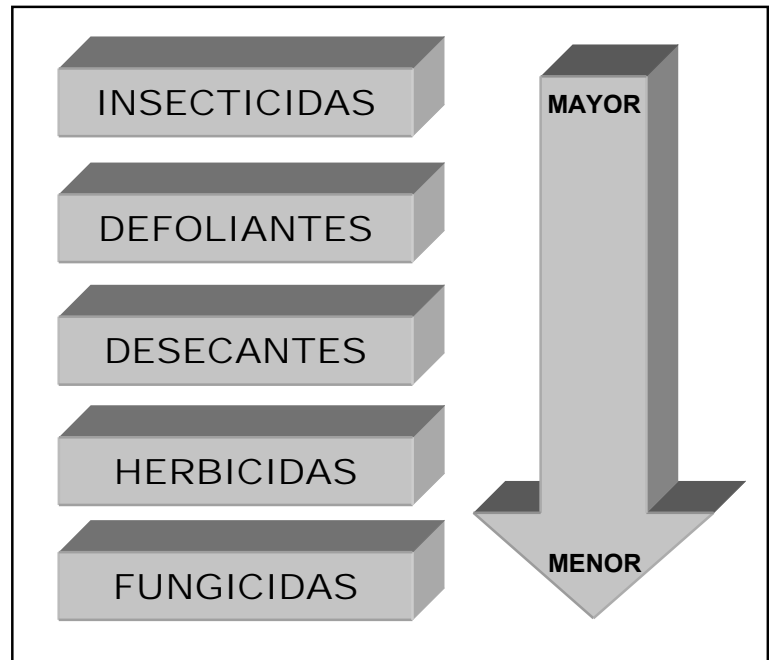 INSECTICIDAS
MAYOR
DEFOLIANTES
DESECANTES
HERBICIDAS
MENOR
FUNGICIDAS